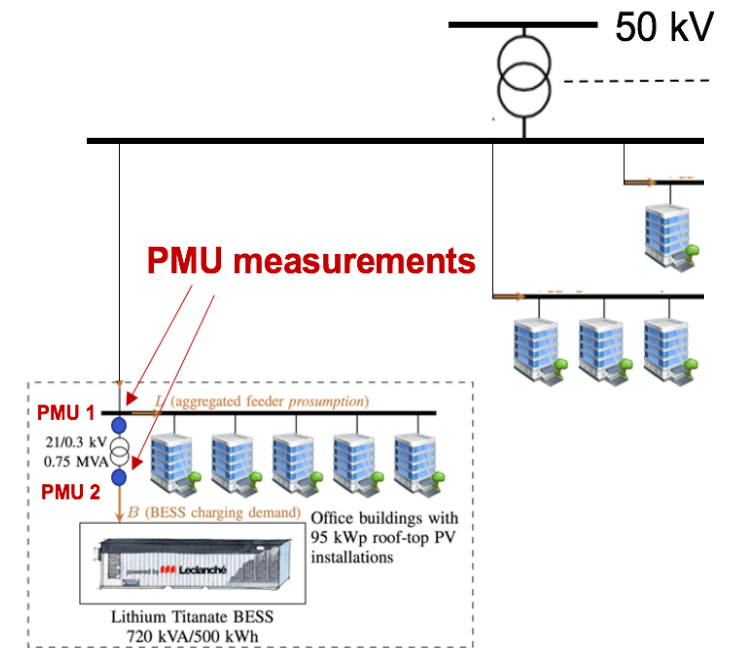 50 kV
PMU measurements
L (aggregated feeder prosumption)
PMU 1
21/0.3 kV
0.75 MVA
PMU 2
B (BESS charging demand)
Office buildings with
95 kWp roof-top PV
installations
powered by Leclanché
Lithium Titanate BESS
720 kVA/500 kWh